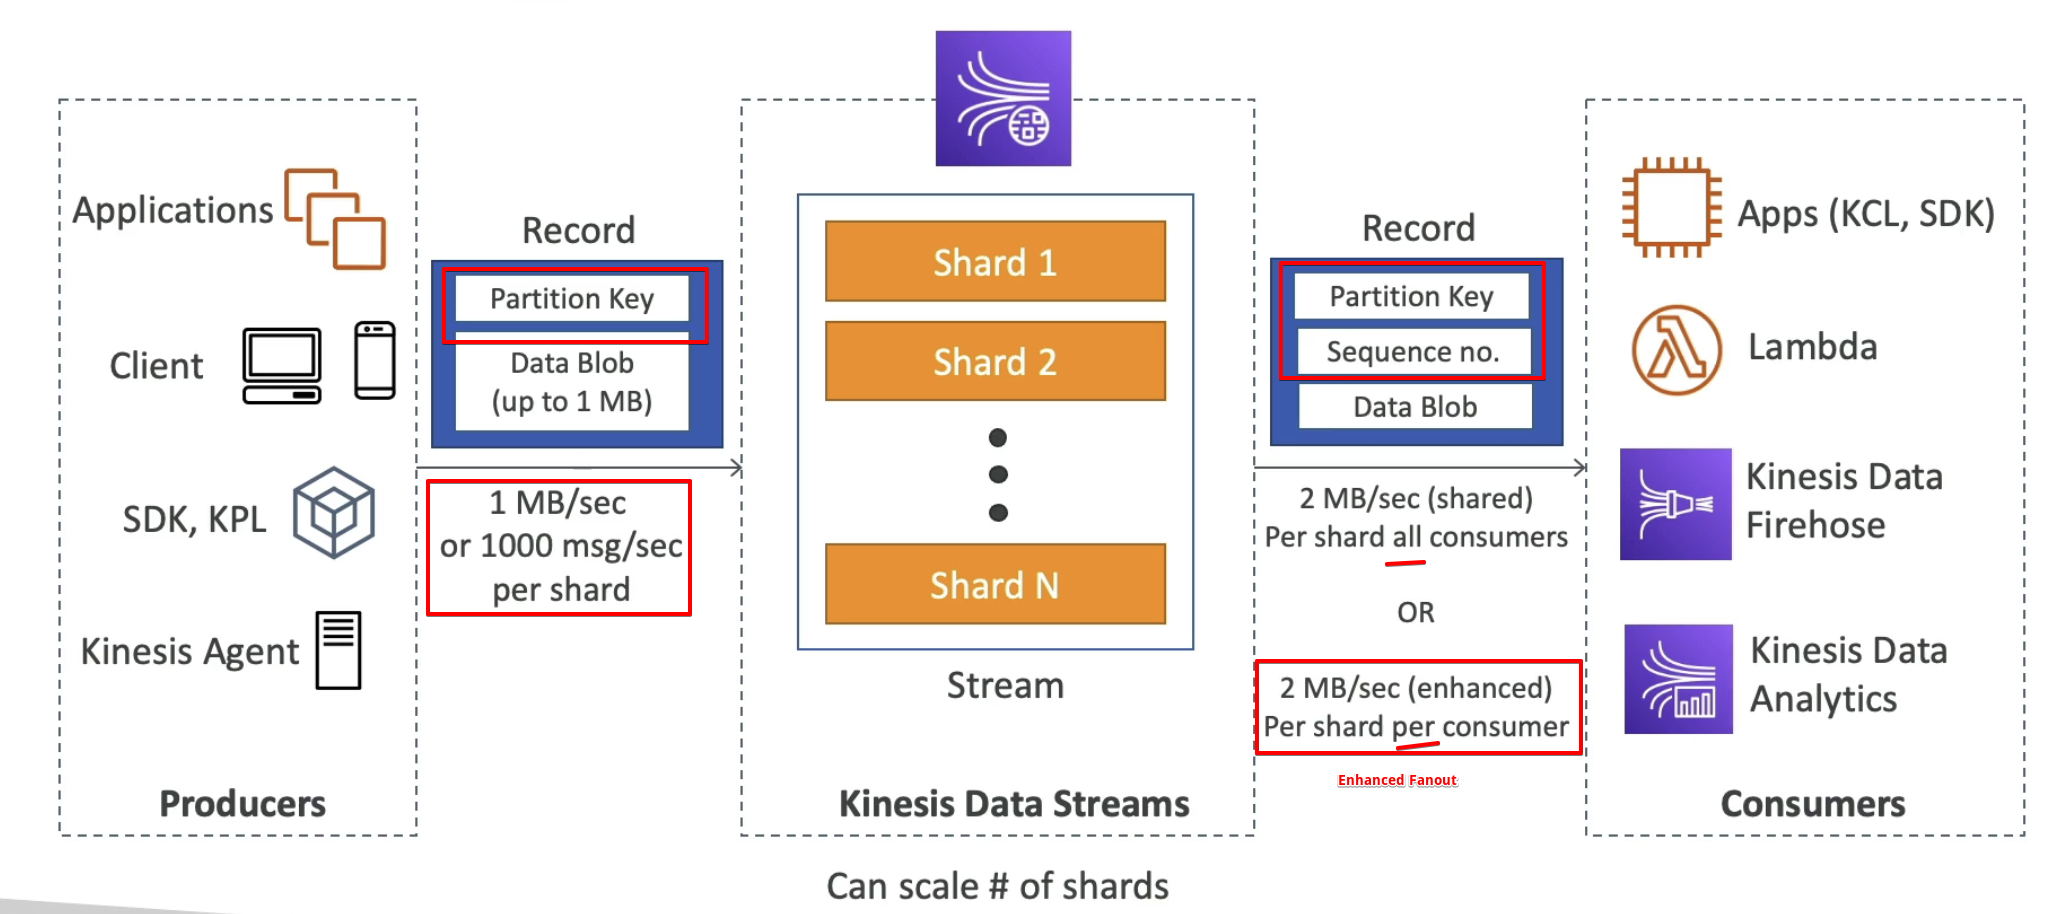 Applications
Client
SDK, KPL
Kinesis Agent
Producers
Record
Partition Key
Data Blob
(up to 1 MB)
1 MB/sec
or 1000 msg/sec
per shard
Shard 1
Shard 2
Shard N
Stream
Kinesis Data Streams
Can scale # of shards
Record
Partition Key
Sequence no.
Data Blob
2 MB/sec (shared)
Per shard all consumers
OR
2 MB/sec (enhanced)
Per shard per consumer
Enhanced Fanout
Apps (KCL, SDK)
Lambda
Kinesis Data
Firehose
Kinesis Data
Analytics
Consumers